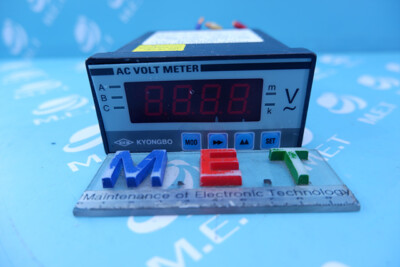 AC VOLT METER
A
B
C
8.8.8.8
m
k
V
KYONGBO
MOD
SET
M E T
Maintenance of Electronic Technology
M.E.T